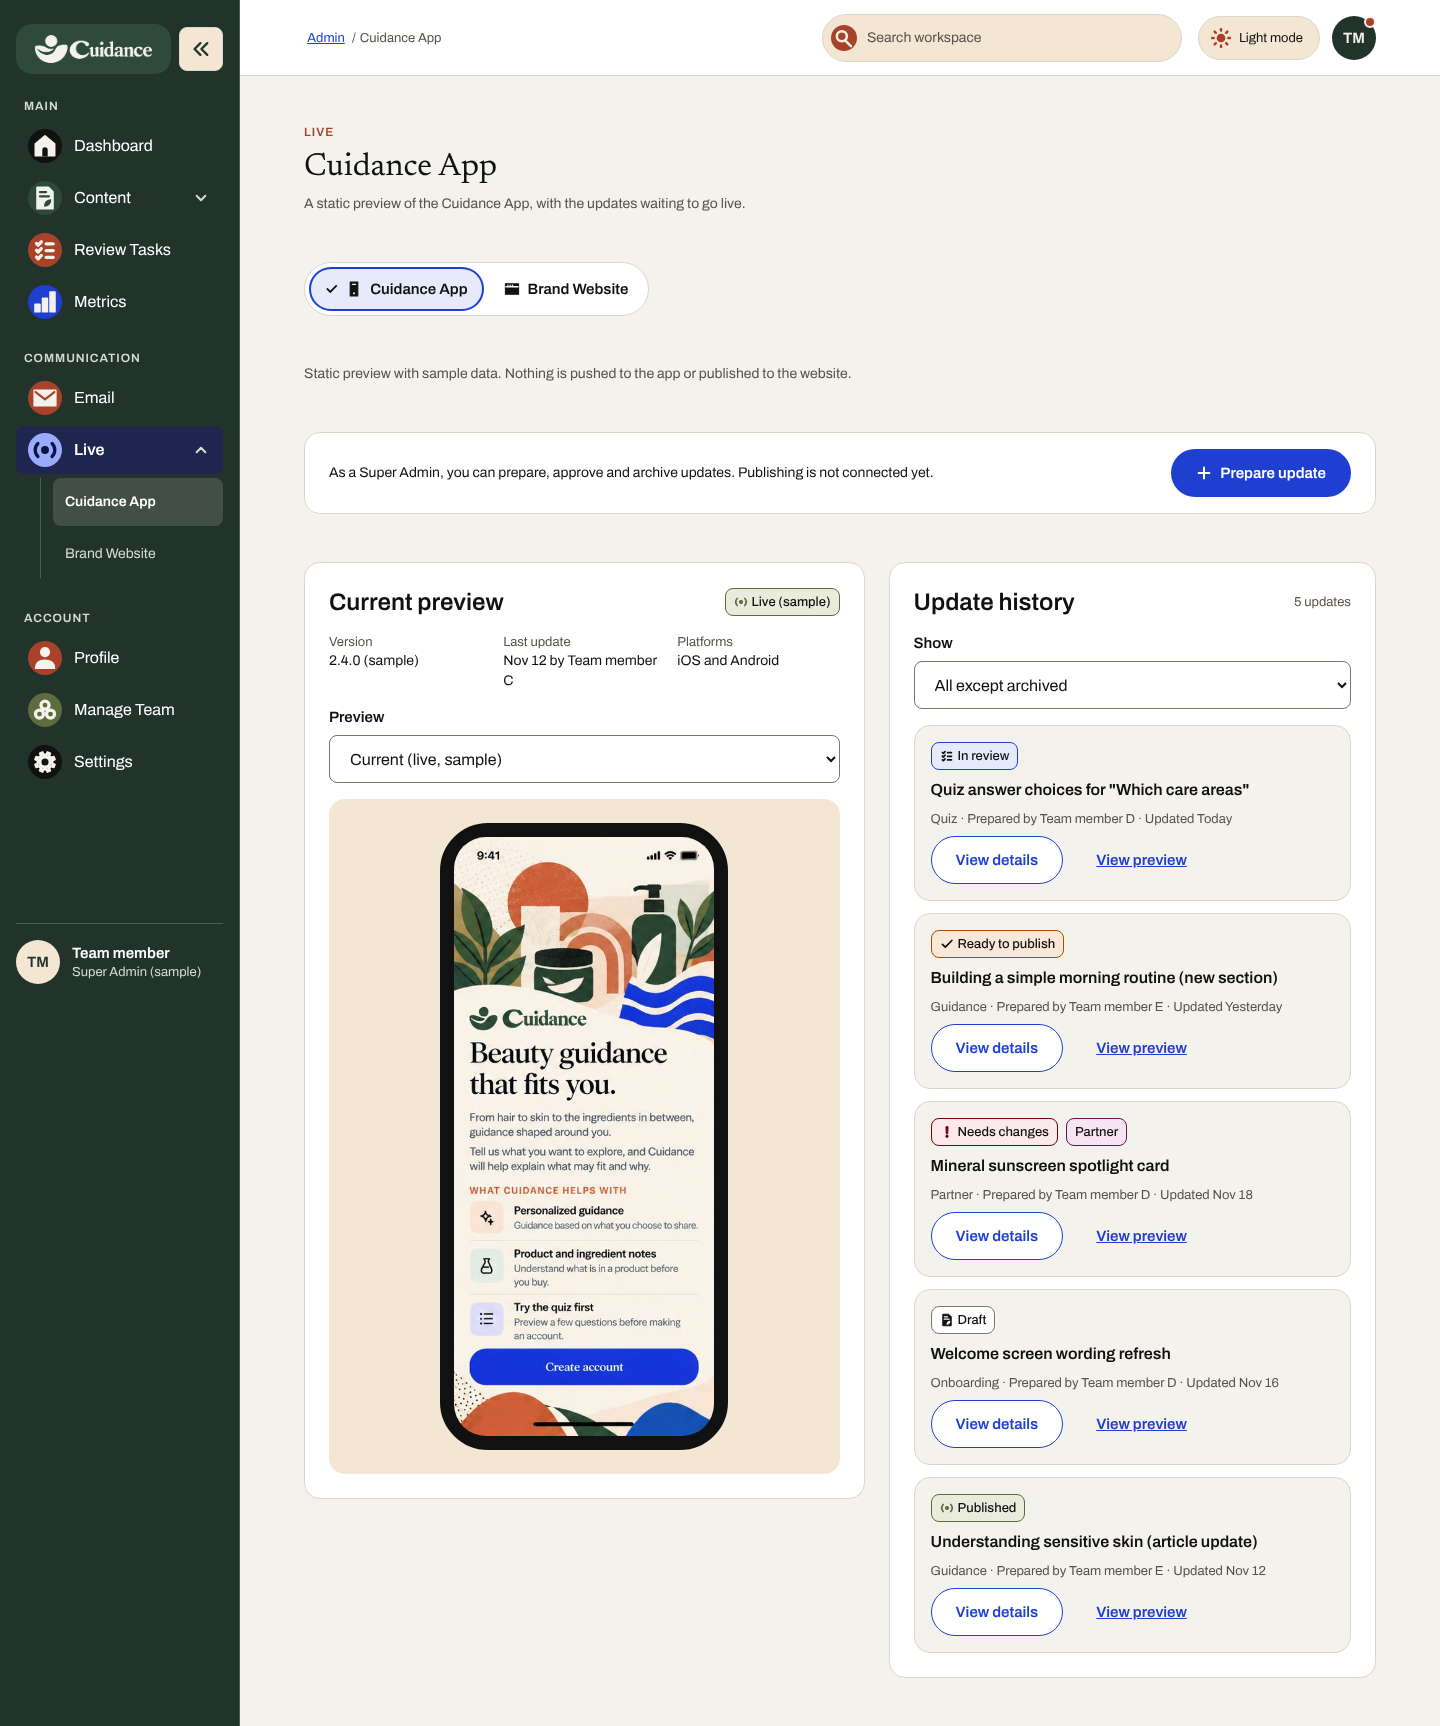 Cuidance
MAIN
Dashboard
Content
Review Tasks
Metrics
COMMUNICATION
Email
Live
Cuidance App
Brand Website
ACCOUNT
Profile
Manage Team
Settings
TM
Team member
Super Admin (sample)
Admin / Cuidance App
Search workspace
Light mode
TM
LIVE
Cuidance App
A static preview of the Cuidance App, with the updates waiting to go live.
Cuidance App
Brand Website
Static preview with sample data. Nothing is pushed to the app or published to the website.
As a Super Admin, you can prepare, approve and archive updates. Publishing is not connected yet.
Prepare update
Current preview
Live (sample)
Version
2.4.0 (sample)
Last update
Nov 12 by Team member
C
Platforms
iOS and Android
Preview
Current (live, sample)
9:41
Cuidance
Beauty guidance
that fits you.
From hair to skin to the ingredients in between,
guidance shaped around you.
Tell us what you want to explore, and Cuidance
will help explain what may fit and why.
WHAT CUIDANCE HELPS WITH
Personalized guidance
Guidance based on what you choose to share.
Product and ingredient notes
Understand what is in a product before
you buy.
Try the quiz first
Preview a few questions before making
an account.
Create account
Update history
5 updates
Show
All except archived
In review
Quiz answer choices for "Which care areas"
Quiz · Prepared by Team member D · Updated Today
View details
View preview
Ready to publish
Building a simple morning routine (new section)
Guidance · Prepared by Team member E · Updated Yesterday
View details
View preview
Needs changes
Partner
Mineral sunscreen spotlight card
Partner · Prepared by Team member D · Updated Nov 18
View details
View preview
Draft
Welcome screen wording refresh
Onboarding · Prepared by Team member D · Updated Nov 16
View details
View preview
Published
Understanding sensitive skin (article update)
Guidance · Prepared by Team member E · Updated Nov 12
View details
View preview